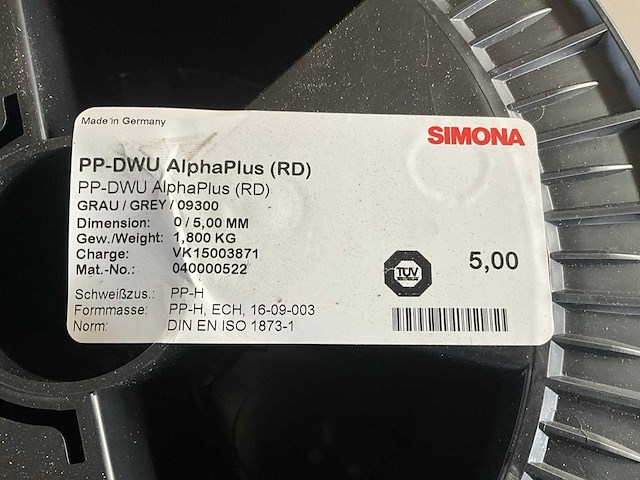 Made in Germany
SIMONA
PP-DWU AlphaPlus (RD)
PP-DWU AlphaPlus (RD)
GRAU / GREY / 09300
Dimension: 0 / 5,00 MM
Gew./Weight: 1,800 KG
Charge: VK15003871
Mat.-No.: 040000522
5,00
TÜV
Schweißzus.: PP-H
Formmasse: PP-H, ECH, 16-09-003
Norm: DIN EN ISO 1873-1